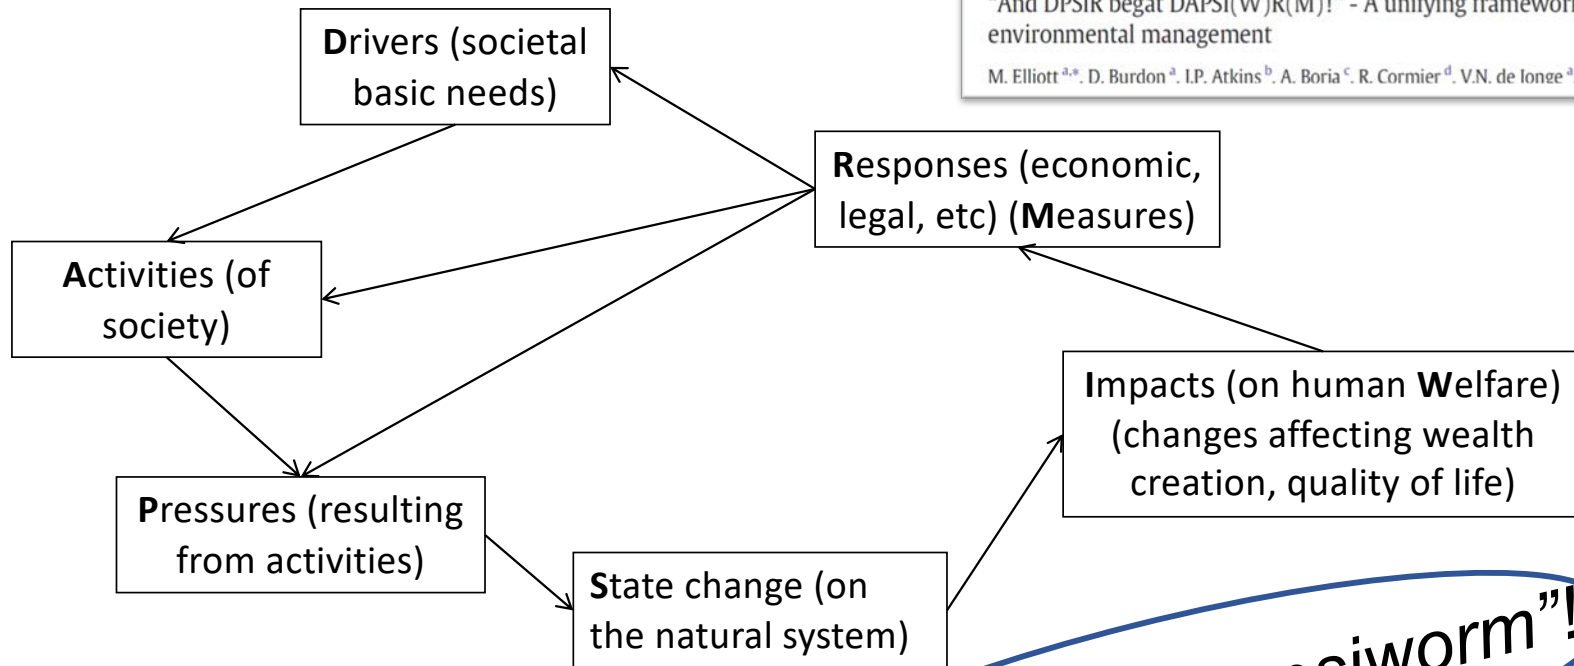 "And DPSIR begat DAPSI(W)R(M)!" - A unifying framework
environmental management
M. Elliott a,*, D. Burdon a, J.P. Atkins b, A. Borja c, R. Cormier d, V.N. de Jonge a
Drivers (societal
basic needs)
Responses (economic,
legal, etc) (Measures)
Activities (of
society)
Impacts (on human Welfare)
(changes affecting wealth
creation, quality of life)
Pressures (resulting
from activities)
State change (on
the natural system)
siworm"!